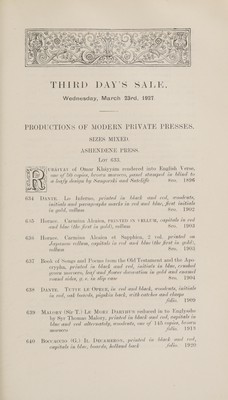 THIRD DAY'S SALE.
Wednesday, March 23rd, 1927.
PRODUCTIONS OF MODERN PRIVATE PRESSES.
SIZES MIXED.
ASHENDENE PRESS.
Lot 633
RUBAIYAT of Omar Khayyam rendered into English Verse,
one of 50 copies, brown morocco, panel stamped in blind to
a leafy design by Sangorski and Sutcliffe 8vo. 1896
634 DANTE. Lo Inferno, printed in black and red, woodcuts,
initials and paragraphs marks in red and blue, first initials
in gold, vellum 8vo. 1902
635 Horace. Carmina Alcaica, PRINTED ON VELLUM, capitals in red
and blue (the first in gold), vellum 8vo. 1903
636 Horace. Carmina Alcaica et Sapphica, 2 vol. printed on
Japanese vellum, capitals in red and blue (the first in gold),
vellum 8vo. 1903
637 Book of Songs and Poems from the Old Testament and the Apo-
crypha, printed in black and red, initials in blue, crushed
green morocco, leaf and flower decoration in gold and enamel
round sides, g. e. in slip case 8vo. 1904
638 DANTE. TUTTE LE OPERE, in red and black, woodcuts, initials
in red, oak boards, pigskin back, with catches and clasps
folio. 1909
639 MALORY (Sir T.) LE MORT DARTHUR reduced in to Englysshe
by Syr Thomas Malory, printed in black and red, capitals in
blue and red alternately, woodcuts, one of 145 copies, brown
morocco folio. 1913
640 BOCCACCIO (G.) IL DECAMERON, printed in black and red,
capitals in blue, boards, holland back folio. 1920